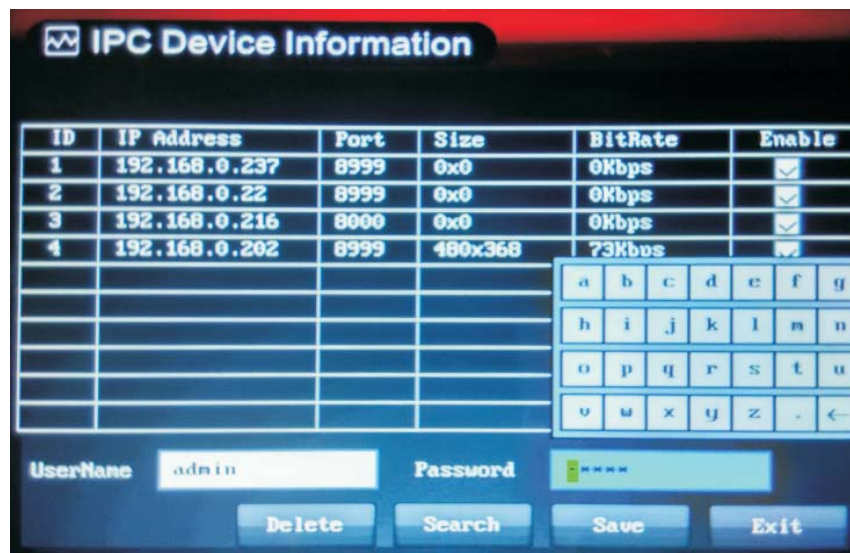 IPC Device Information
ID IP Address Port Size BitRate Enable
1 192.168.0.237 8999 0x0 0Kbps
2 192.168.0.22 8999 0x0 0Kbps
3 192.168.0.216 8000 0x0 0Kbps
4 192.168.0.202 8999 480x368 73Kbps
a b c d e f g
h i j k l m n
o p q r s t u
v w x y z . ←
UserName admin Password -****
Delete Search Save Exit